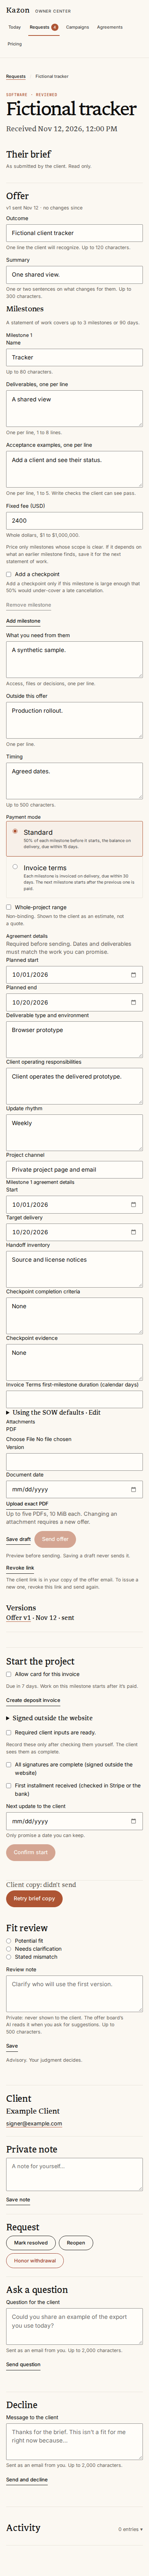 Kazon OWNER CENTER
Today Requests 4 Campaigns Agreements
Pricing
Requests / Fictional tracker
SOFTWARE · REVIEWED
Fictional tracker
Received Nov 12, 2026, 12:00 PM
Their brief
As submitted by the client. Read only.
Offer
v1 sent Nov 12 · no changes since
Outcome
Fictional client tracker
One line the client will recognize. Up to 120 characters.
Summary
One shared view.
One or two sentences on what changes for them. Up to
300 characters.
Milestones
A statement of work covers up to 3 milestones or 90 days.
Milestone 1
Name
Tracker
Up to 80 characters.
Deliverables, one per line
A shared view
One per line, 1 to 8 lines.
Acceptance examples, one per line
Add a client and see their status.
One per line, 1 to 5. Write checks the client can see pass.
Fixed fee (USD)
2400
Whole dollars, $1 to $1,000,000.
Price only milestones whose scope is clear. If it depends on
what an earlier milestone finds, save it for the next
statement of work.
Add a checkpoint
Add a checkpoint only if this milestone is large enough that
50% would under-cover a late cancellation.
Remove milestone
Add milestone
What you need from them
A synthetic sample.
Access, files or decisions, one per line.
Outside this offer
Production rollout.
One per line.
Timing
Agreed dates.
Up to 500 characters.
Payment mode
Standard
50% of each milestone before it starts, the balance on
delivery, due within 15 days.
Invoice terms
Each milestone is invoiced on delivery, due within 30
days. The next milestone starts after the previous one is
paid.
Whole-project range
Non-binding. Shown to the client as an estimate, not
a quote.
Agreement details
Required before sending. Dates and deliverables
must match the work you can promise.
Planned start
10/01/2026
Planned end
10/20/2026
Deliverable type and environment
Browser prototype
Client operating responsibilities
Client operates the delivered prototype.
Update rhythm
Weekly
Project channel
Private project page and email
Milestone 1 agreement details
Start
10/01/2026
Target delivery
10/20/2026
Handoff inventory
Source and license notices
Checkpoint completion criteria
None
Checkpoint evidence
None
Invoice Terms first-milestone duration (calendar days)
Using the SOW defaults · Edit
Attachments
PDF
Choose File No file chosen
Version
Document date
mm/dd/yyyy
Upload exact PDF
Up to five PDFs, 10 MiB each. Changing an
attachment requires a new offer.
Save draft Send offer
Preview before sending. Saving a draft never sends it.
Revoke link
The client link is in your copy of the offer email. To issue a
new one, revoke this link and send again.
Versions
Offer v1 · Nov 12 · sent
Start the project
Allow card for this invoice
Due in 7 days. Work on this milestone starts after it's paid.
Create deposit invoice
Signed outside the website
Required client inputs are ready.
Record these only after checking them yourself. The client
sees them as complete.
All signatures are complete (signed outside the
website)
First installment received (checked in Stripe or the
bank)
Next update to the client
mm/dd/yyyy
Only promise a date you can keep.
Confirm start
Client copy: didn't send
Retry brief copy
Fit review
Potential fit
Needs clarification
Stated mismatch
Review note
Clarify who will use the first version.
Private: never shown to the client. The offer draft's
AI reads it when you ask for suggestions. Up to
500 characters.
Save
Advisory. Your judgment decides.
Client
Example Client
signer@example.com
Private note
A note for yourself…
Save note
Request
Mark resolved Reopen
Honor withdrawal
Ask a question
Question for the client
Could you share an example of the export
you use today?
Sent as an email from you. Up to 2,000 characters.
Send question
Decline
Message to the client
Thanks for the brief. This isn't a fit for me
right now because…
Sent as an email from you. Up to 2,000 characters.
Send and decline
Activity 0 entries